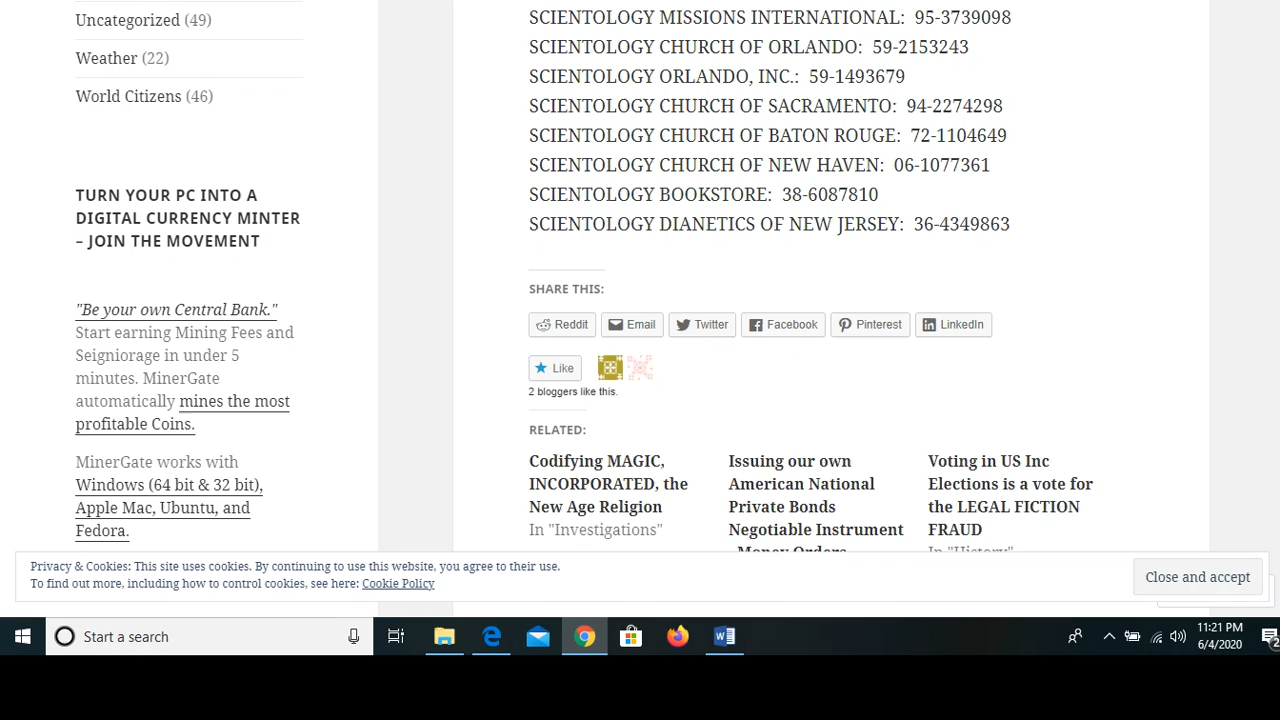 Uncategorized (49)
Weather (22)
World Citizens (46)
TURN YOUR PC INTO A
DIGITAL CURRENCY MINTER
– JOIN THE MOVEMENT
"Be your own Central Bank."
Start earning Mining Fees and
Seigniorage in under 5
minutes. MinerGate
automatically mines the most
profitable Coins.
MinerGate works with
Windows (64 bit & 32 bit),
Apple Mac, Ubuntu, and
Fedora.
SCIENTOLOGY MISSIONS INTERNATIONAL: 95-3739098
SCIENTOLOGY CHURCH OF ORLANDO: 59-2153243
SCIENTOLOGY ORLANDO, INC.: 59-1493679
SCIENTOLOGY CHURCH OF SACRAMENTO: 94-2274298
SCIENTOLOGY CHURCH OF BATON ROUGE: 72-1104649
SCIENTOLOGY CHURCH OF NEW HAVEN: 06-1077361
SCIENTOLOGY BOOKSTORE: 38-6087810
SCIENTOLOGY DIANETICS OF NEW JERSEY: 36-4349863
SHARE THIS:
Reddit Email Twitter Facebook Pinterest LinkedIn
Like
2 bloggers like this.
RELATED:
Codifying MAGIC,
INCORPORATED, the
New Age Religion
In "Investigations"
Issuing our own
American National
Private Bonds
Negotiable Instrument
Money Orders
Voting in US Inc
Elections is a vote for
the LEGAL FICTION
FRAUD
In "History"
Privacy & Cookies: This site uses cookies. By continuing to use this website, you agree to their use.
To find out more, including how to control cookies, see here: Cookie Policy
Close and accept
Start a search
11:21 PM
6/4/2020
2